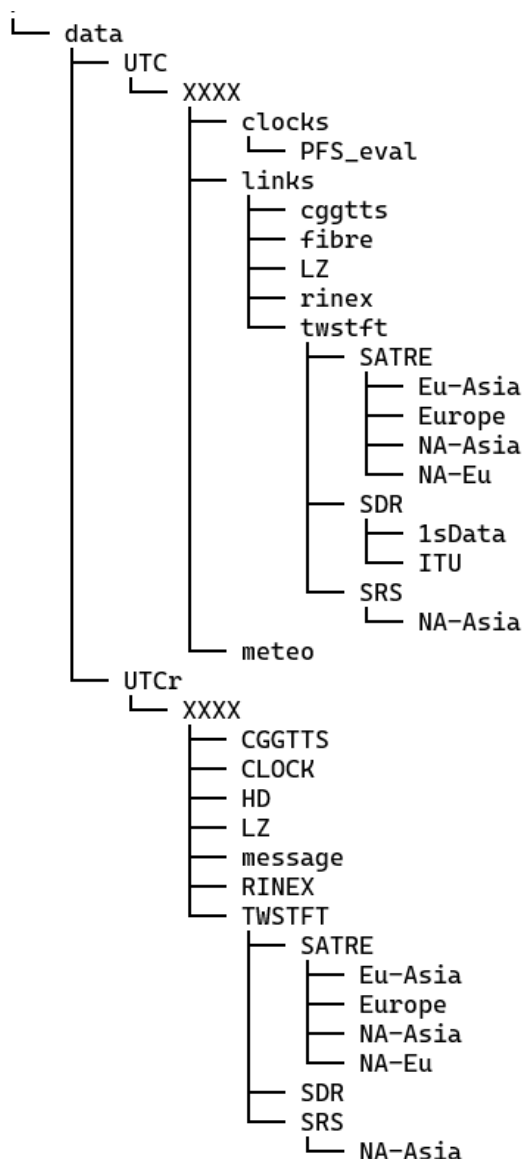 .
data
UTC
XXXX
clocks
PFS_eval
links
cggtts
fibre
LZ
rinex
twstft
SATRE
Eu-Asia
Europe
NA-Asia
NA-Eu
SDR
1sData
ITU
SRS
NA-Asia
meteo
UTCr
XXXX
CGGTTS
CLOCK
HD
LZ
message
RINEX
TWSTFT
SATRE
Eu-Asia
Europe
NA-Asia
NA-Eu
SDR
SRS
NA-Asia